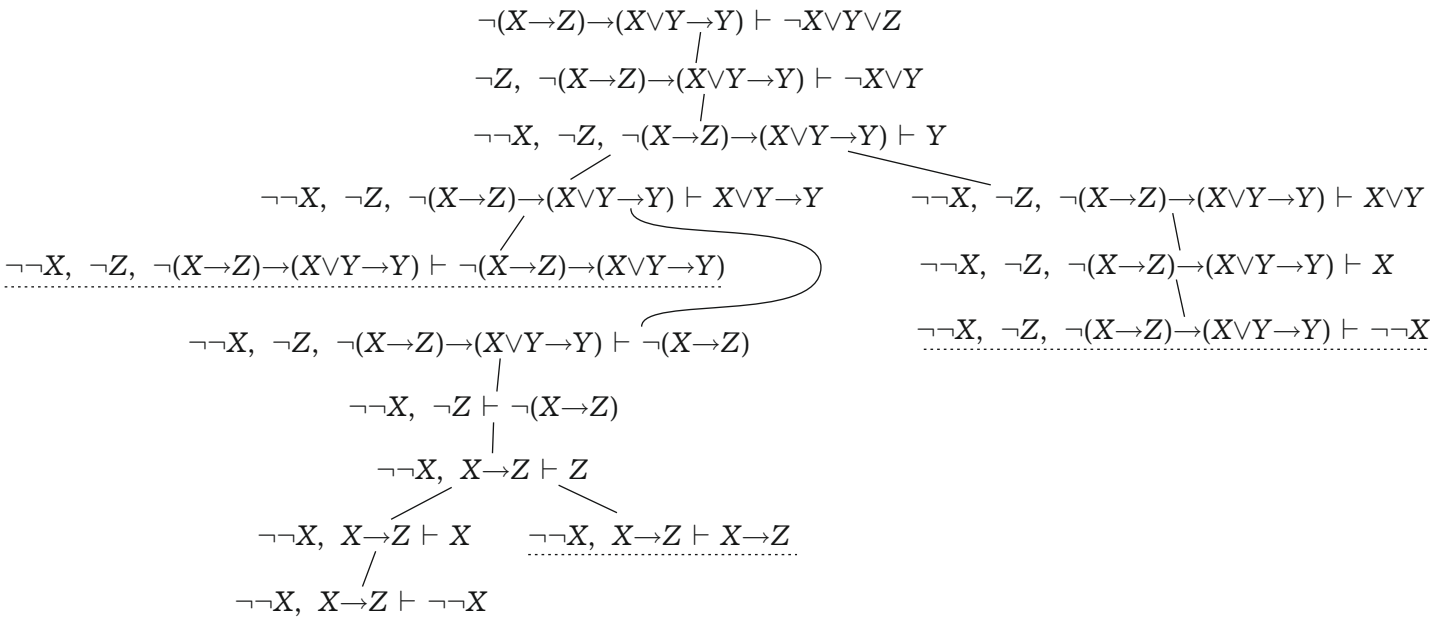 ¬(X→Z)→(X∨Y→Y) ⊢ ¬X∨Y∨Z
¬Z, ¬(X→Z)→(X∨Y→Y) ⊢ ¬X∨Y
¬¬X, ¬Z, ¬(X→Z)→(X∨Y→Y) ⊢ Y
¬¬X, ¬Z, ¬(X→Z)→(X∨Y→Y) ⊢ X∨Y→Y
¬¬X, ¬Z, ¬(X→Z)→(X∨Y→Y) ⊢ X∨Y
¬¬X, ¬Z, ¬(X→Z)→(X∨Y→Y) ⊢ ¬(X→Z)→(X∨Y→Y)
¬¬X, ¬Z, ¬(X→Z)→(X∨Y→Y) ⊢ X
¬¬X, ¬Z, ¬(X→Z)→(X∨Y→Y) ⊢ ¬(X→Z)
¬¬X, ¬Z, ¬(X→Z)→(X∨Y→Y) ⊢ ¬¬X
¬¬X, ¬Z ⊢ ¬(X→Z)
¬¬X, X→Z ⊢ Z
¬¬X, X→Z ⊢ X
¬¬X, X→Z ⊢ X→Z
¬¬X, X→Z ⊢ ¬¬X